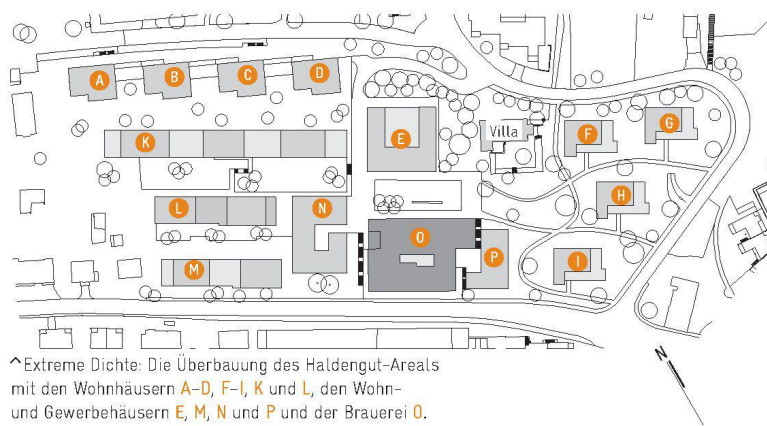 A B C D
K
E
Villa
F
G
H
L
N
O
P
M
I
N
^Extreme Dichte: Die Überbauung des Haldengut-Areals
mit den Wohnhäusern A–D, F–I, K und L, den Wohn-
und Gewerbehäusern E, M, N und P und der Brauerei O.